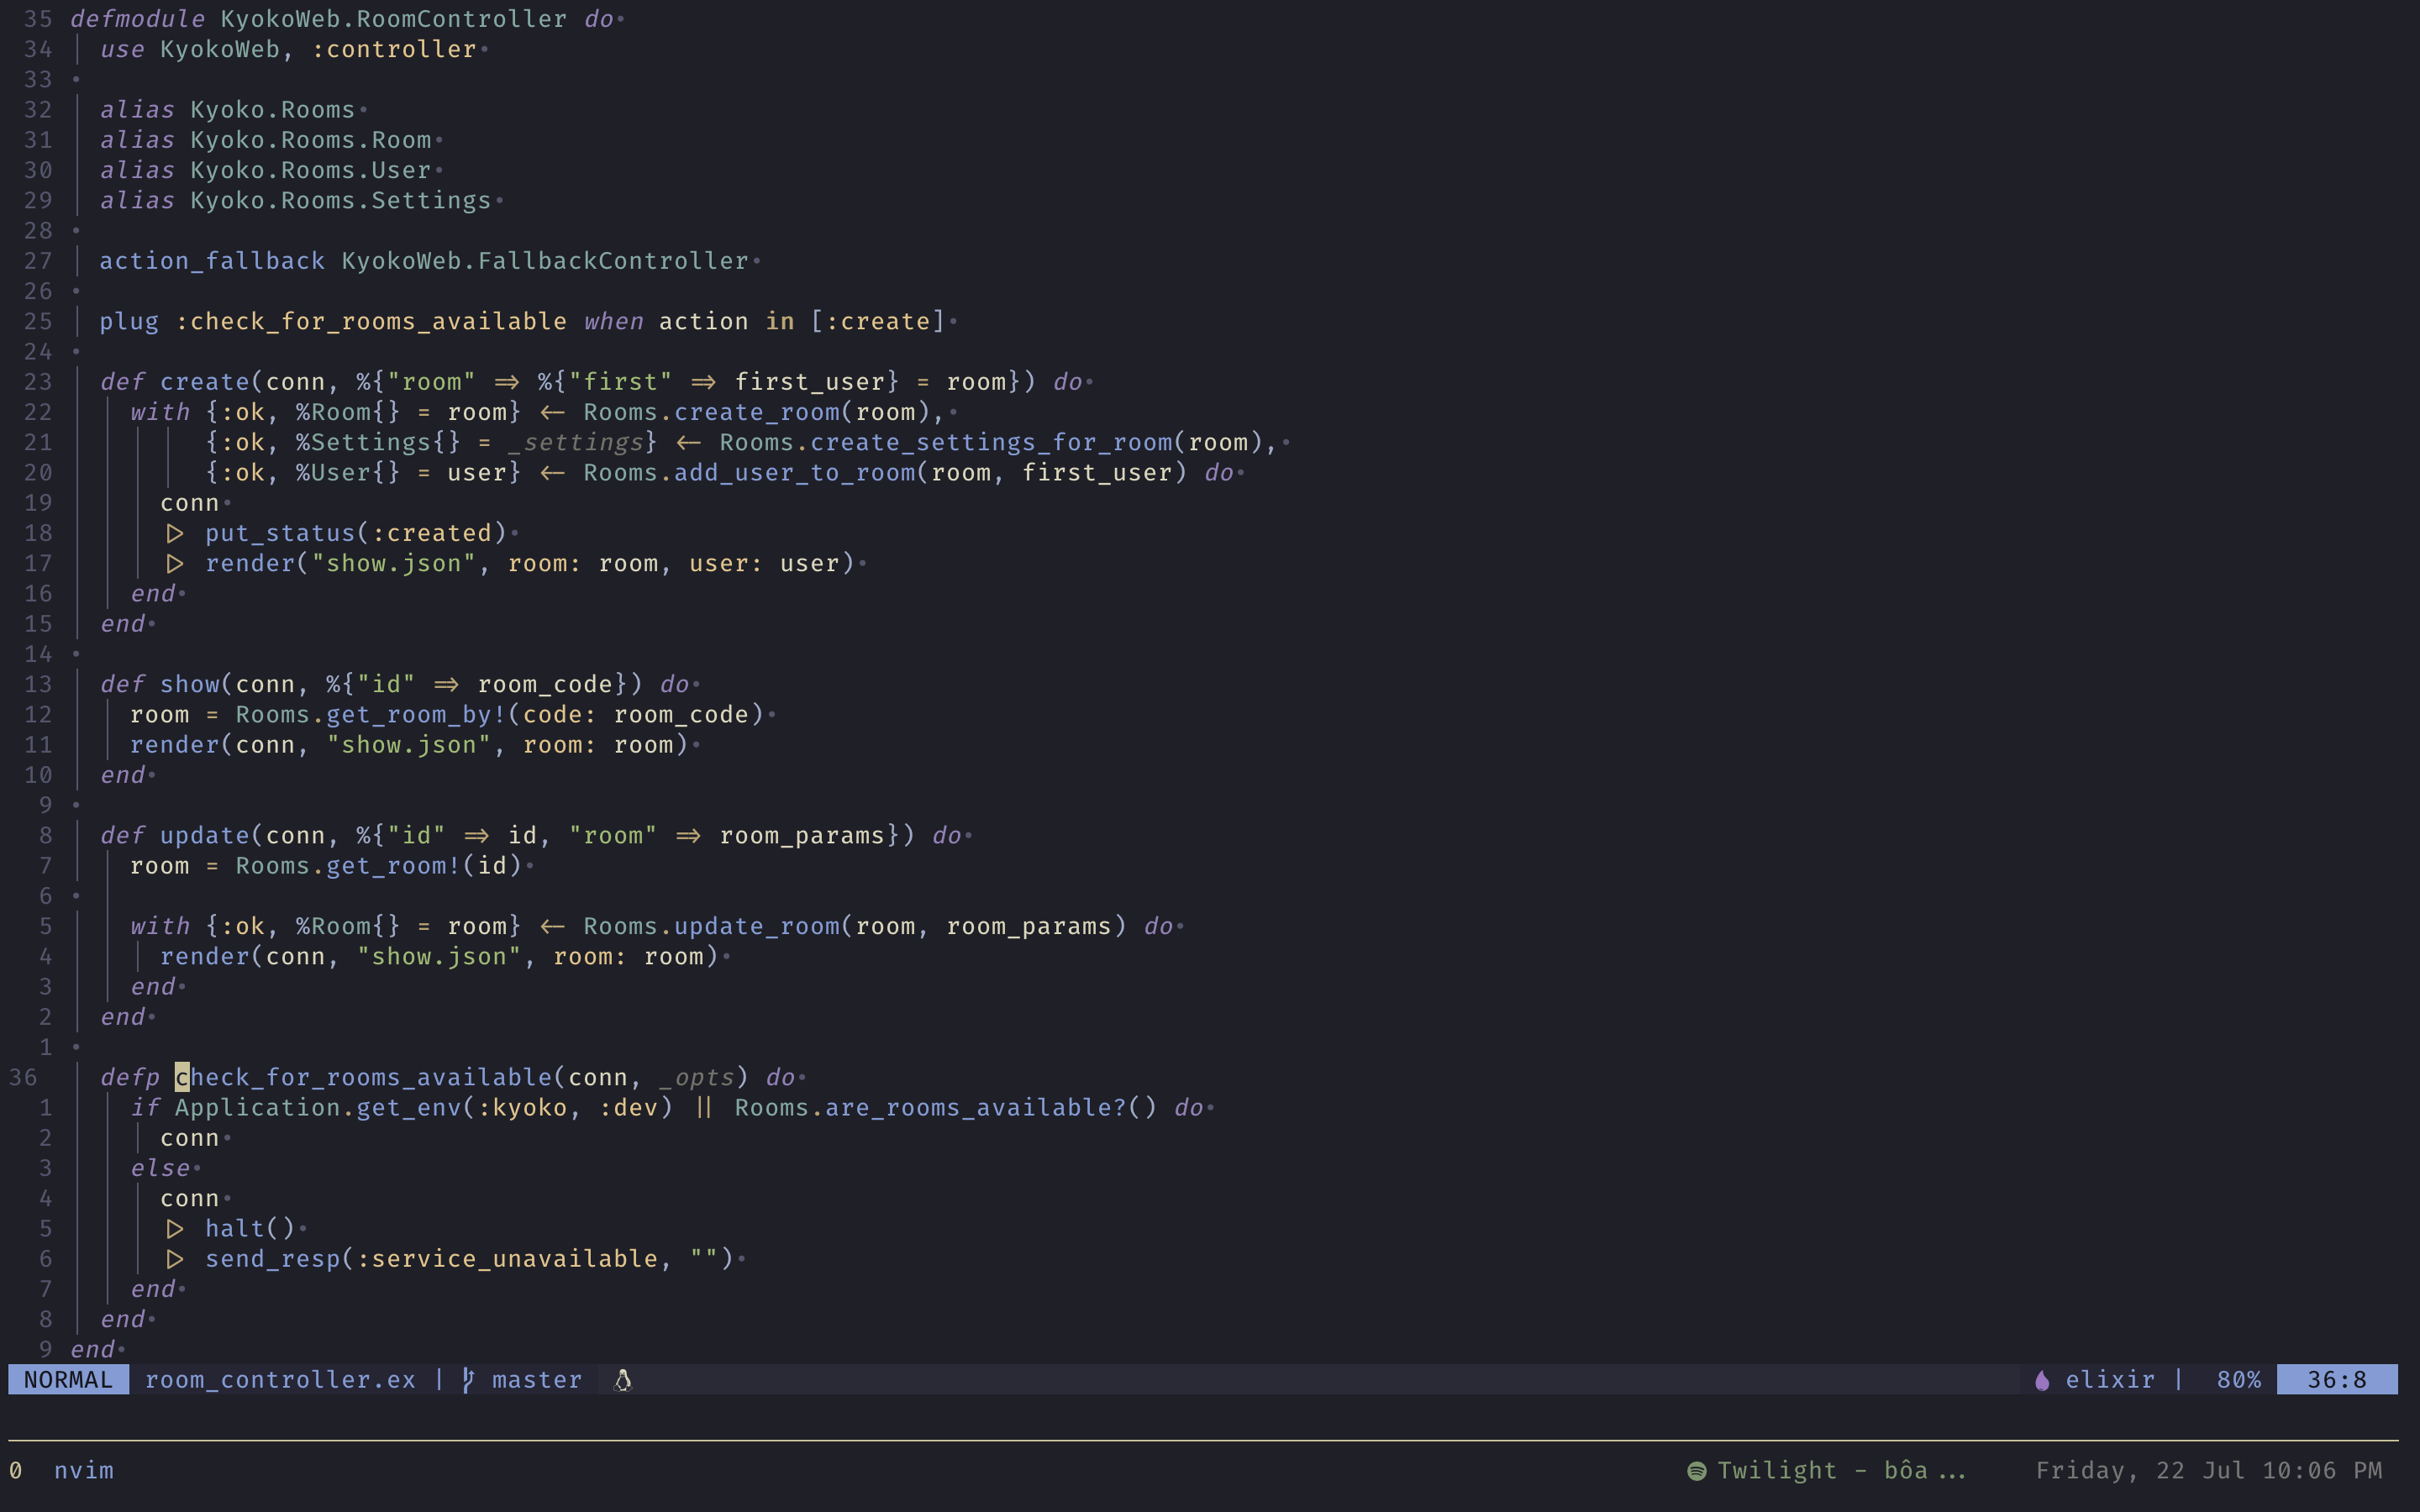 35 defmodule KyokoWeb.RoomController do
34   use KyokoWeb, :controller
33
32   alias Kyoko.Rooms
31   alias Kyoko.Rooms.Room
30   alias Kyoko.Rooms.User
29   alias Kyoko.Rooms.Settings
28
27   action_fallback KyokoWeb.FallbackController
26
25   plug :check_for_rooms_available when action in [:create]
24
23   def create(conn, %{"room" => %{"first" => first_user} = room}) do
22     with {:ok, %Room{} = room} <- Rooms.create_room(room),
21          {:ok, %Settings{} = _settings} <- Rooms.create_settings_for_room(room),
20          {:ok, %User{} = user} <- Rooms.add_user_to_room(room, first_user) do
19       conn
18       |> put_status(:created)
17       |> render("show.json", room: room, user: user)
16     end
15   end
14
13   def show(conn, %{"id" => room_code}) do
12     room = Rooms.get_room_by!(code: room_code)
11     render(conn, "show.json", room: room)
10   end
9
8   def update(conn, %{"id" => id, "room" => room_params}) do
7     room = Rooms.get_room!(id)
6
5     with {:ok, %Room{} = room} <- Rooms.update_room(room, room_params) do
4       render(conn, "show.json", room: room)
3     end
2   end
1
36   defp check_for_rooms_available(conn, _opts) do
1     if Application.get_env(:kyoko, :dev) || Rooms.are_rooms_available?() do
2       conn
3     else
4       conn
5       |> halt()
6       |> send_resp(:service_unavailable, "")
7     end
8   end
9 end
NORMAL room_controller.ex | master elixir | 80% 36:8
0 nvim Twilight - bôa ... Friday, 22 Jul 10:06 PM